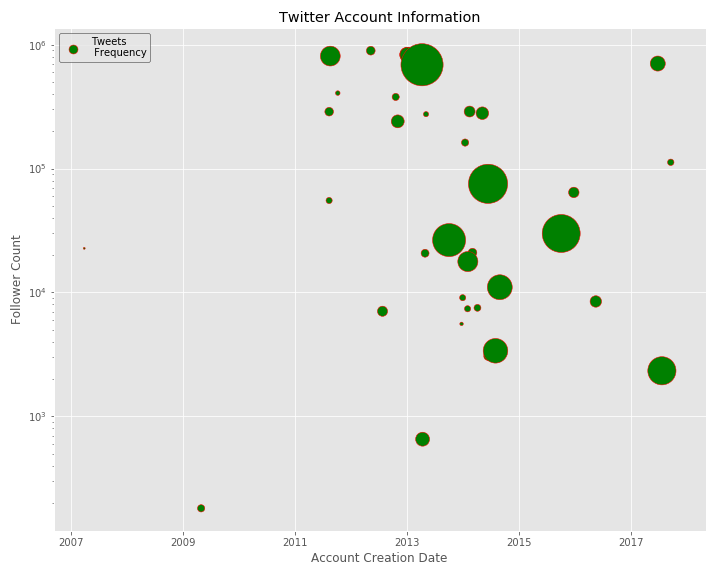 Twitter Account Information
Tweets
Frequency
Follower Count
10⁶
10⁵
10⁴
10³
2007 2009 2011 2013 2015 2017
Account Creation Date